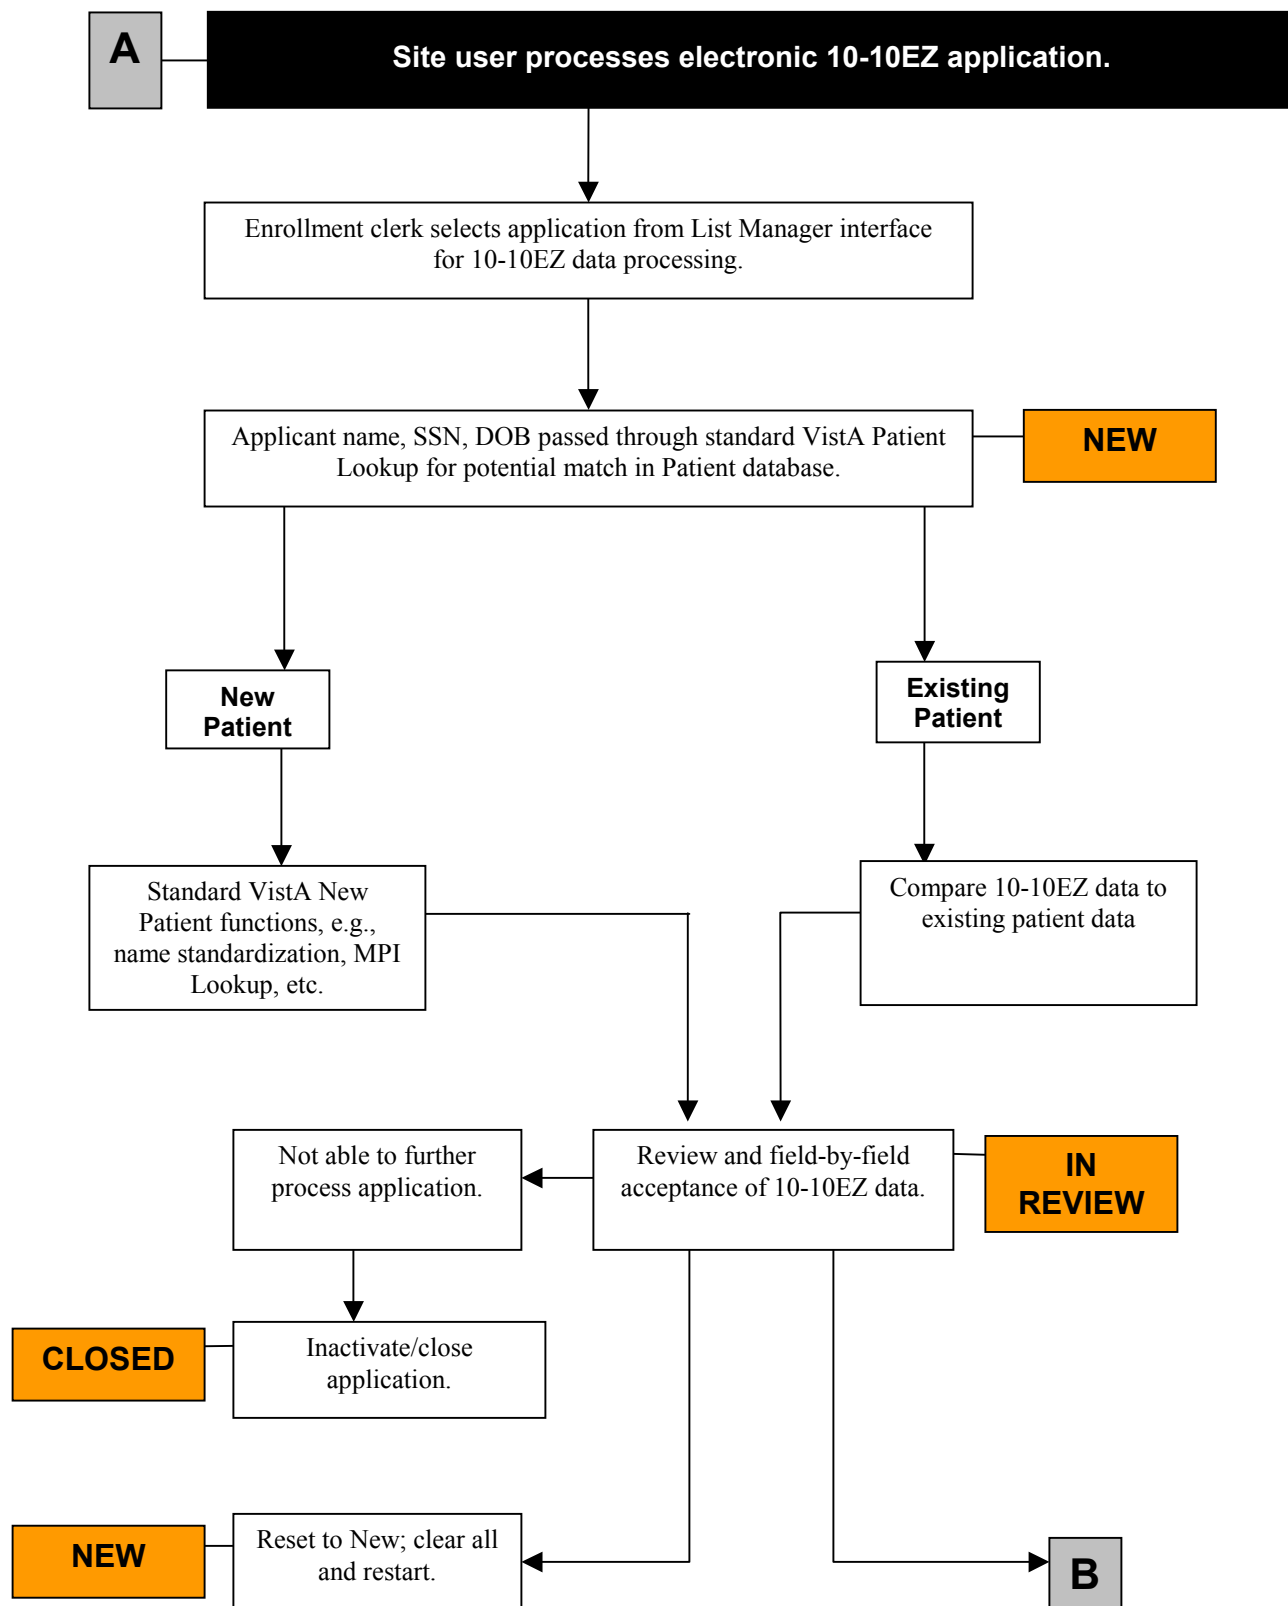 A
Site user processes electronic 10-10EZ application.
Enrollment clerk selects application from List Manager interface
for 10-10EZ data processing.
Applicant name, SSN, DOB passed through standard VistA Patient
Lookup for potential match in Patient database.
NEW
New
Patient
Existing
Patient
Standard VistA New
Patient functions, e.g.,
name standardization, MPI
Lookup, etc.
Compare 10-10EZ data to
existing patient data
Not able to further
process application.
Review and field-by-field
acceptance of 10-10EZ data.
IN
REVIEW
CLOSED
Inactivate/close
application.
NEW
Reset to New; clear all
and restart.
B